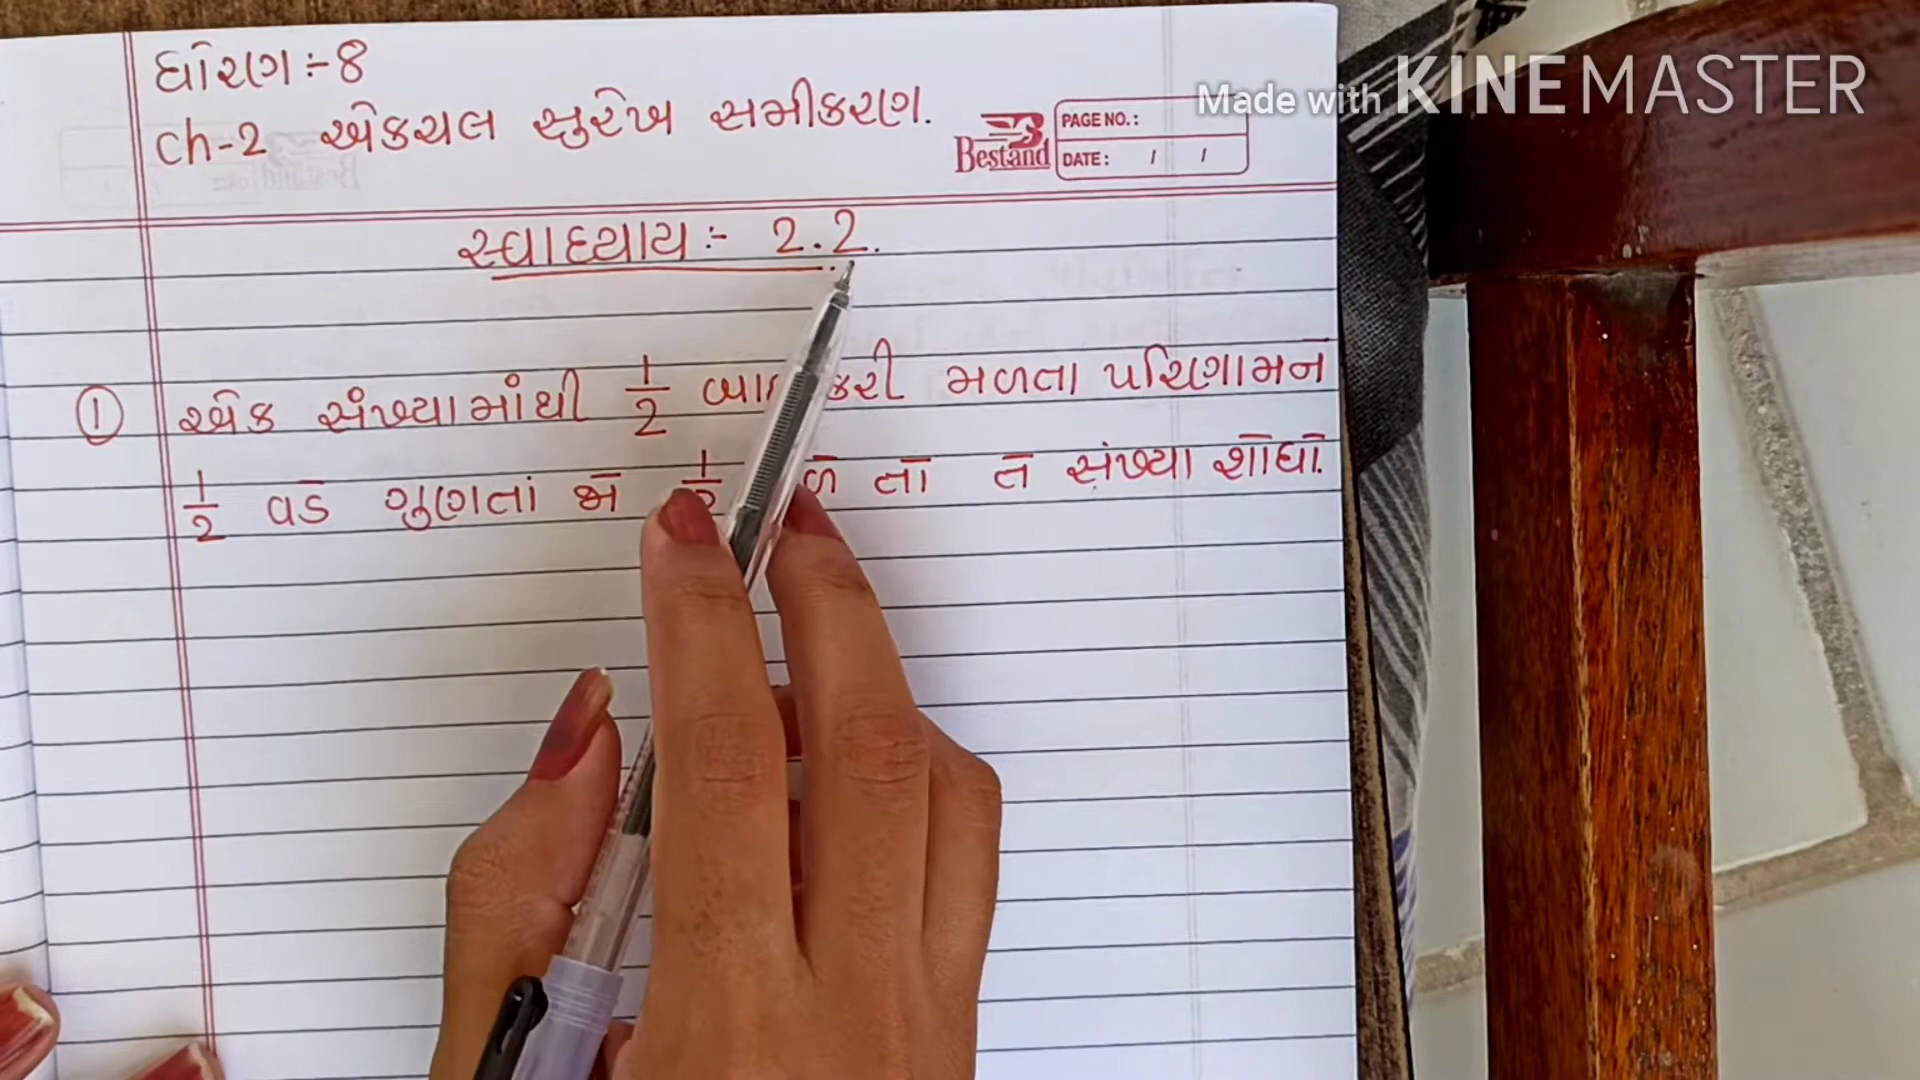 ધોરણ :- 8
Ch-2 એકચલ સુરેખ સમીકરણ.
Made with KINEMASTER
Bestand
PAGE NO.:
DATE: / /
સ્વાધ્યાય :- 2.2.
① એક સંખ્યામાંથી 1/2 કરી મળતા પરિણામને
1/2 વડે ગુણતાં જો તો તે સંખ્યા શોધો.